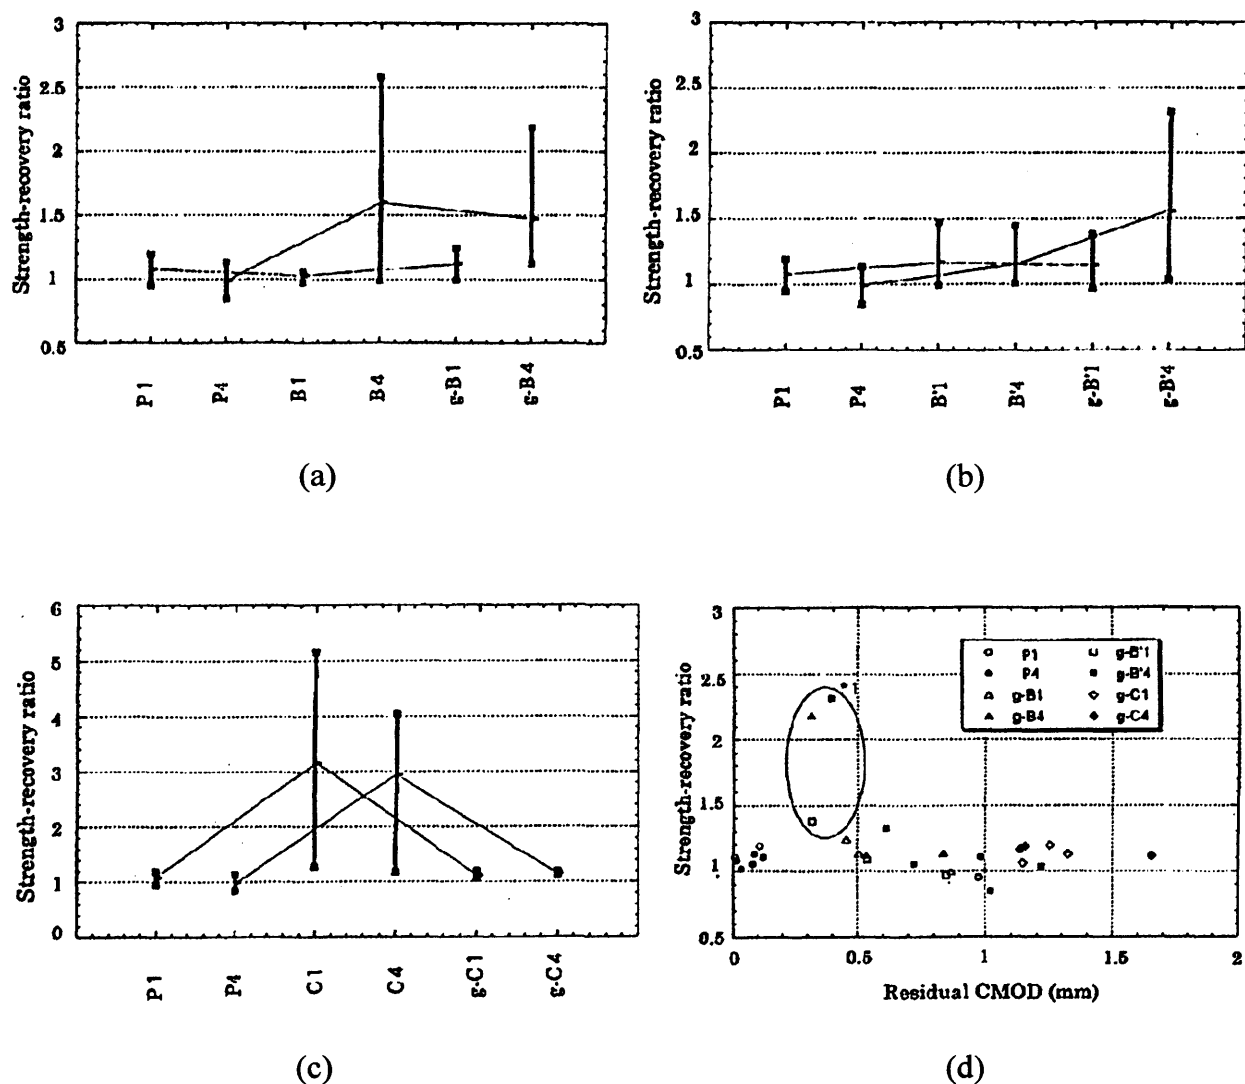 3
2.5
2
1.5
1
0.5
Strength-recovery ratio
P1
P4
B1
B4
g-B1
g-B4
(a)
3
2.5
2
1.5
1
0.5
Strength-recovery ratio
P1
P4
B'1
B'4
g-B'1
g-B'4
(b)
6
5
4
3
2
1
0
Strength-recovery ratio
P1
P4
C1
C4
g-C1
g-C4
(c)
3
2.5
2
1.5
1
0.5
Strength-recovery ratio
P1
P4
g-B1
g-B4
g-B'1
g-B'4
g-C1
g-C4
0
0.5
1
1.5
2
Residual CMOD (mm)
(d)